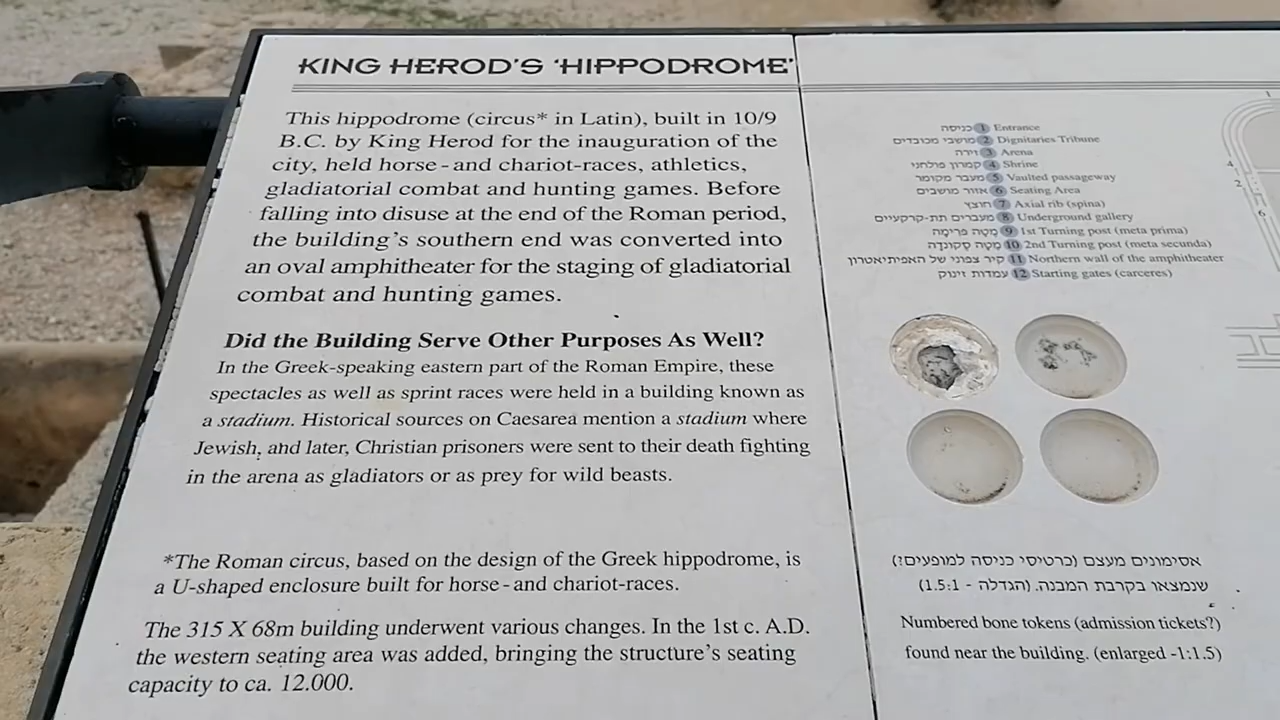 KING HEROD'S 'HIPPODROME'
This hippodrome (circus* in Latin), built in 10/9
B.C. by King Herod for the inauguration of the
city, held horse-and chariot-races, athletics,
gladiatorial combat and hunting games. Before
falling into disuse at the end of the Roman period,
the building's southern end was converted into
an oval amphitheater for the staging of gladiatorial
combat and hunting games.
Did the Building Serve Other Purposes As Well?
In the Greek-speaking eastern part of the Roman Empire, these
spectacles as well as sprint races were held in a building known as
a stadium. Historical sources on Caesarea mention a stadium where
Jewish, and later, Christian prisoners were sent to their death fighting
in the arena as gladiators or as prey for wild beasts.
*The Roman circus, based on the design of the Greek hippodrome, is
a U-shaped enclosure built for horse-and chariot-races.
The 315 X 68m building underwent various changes. In the 1st c. A.D.
the western seating area was added, bringing the structure's seating
capacity to ca. 12.000.
כניסה 1 Entrance
מושבי מכובדים 2 Dignitaries Tribune
זירה 3 Arena
קמרון פולחני 4 Shrine
מעבר מקומר 5 Vaulted passageway
אזור מושבים 6 Seating Area
חוצץ 7 Axial rib (spina)
מעברים תת-קרקעיים 8 Underground gallery
מֶטָה פְּרִימָה 9 1st Turning post (meta prima)
מֶטָה סֶקוּנְדָה 10 2nd Turning post (meta secunda)
קיר צפוני של האמפיתיאטרון 11 Northern wall of the amphitheater
עמדות זינוק 12 Starting gates (carceres)
1
4
2
6
אסימונים מעצם (כרטיסי כניסה למופעים?)
שנמצאו בקרבת המבנה. (הגדלה - 1.5:1)
Numbered bone tokens (admission tickets?)
found near the building. (enlarged -1:1.5)